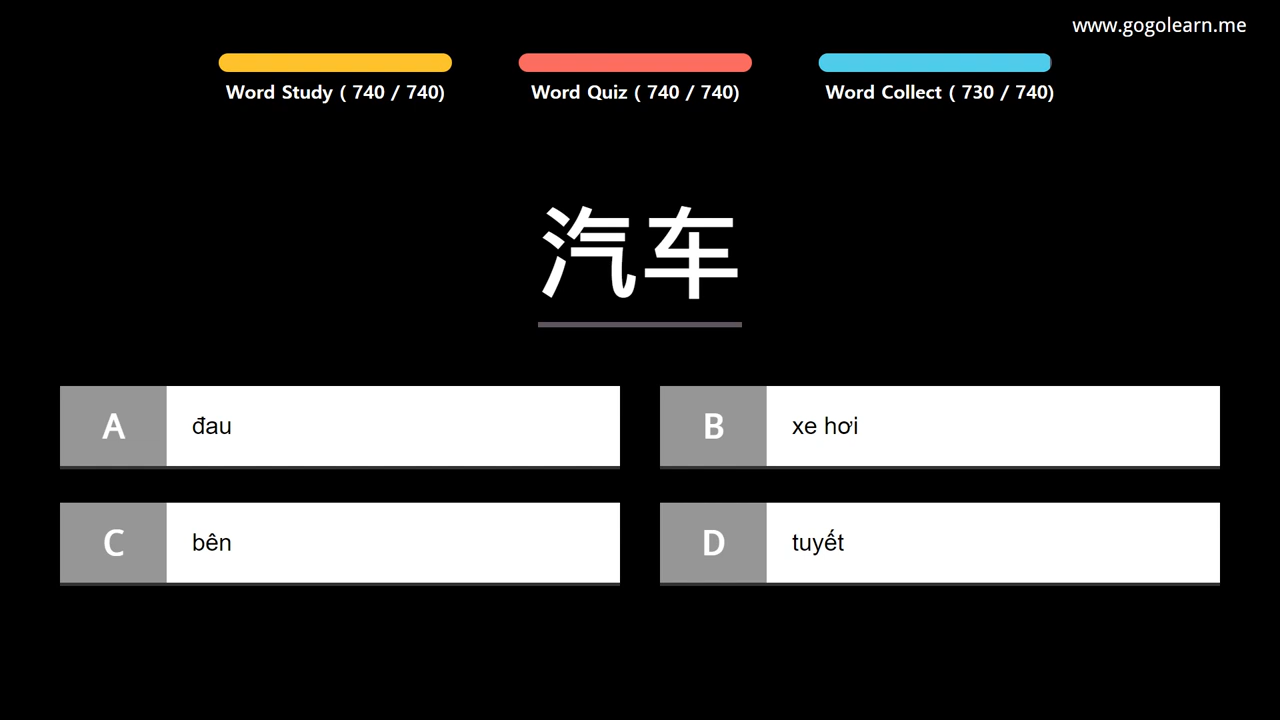 www.gogolearn.me
Word Study ( 740 / 740)
Word Quiz ( 740 / 740)
Word Collect ( 730 / 740)
汽车
A đau
B xe hơi
C bên
D tuyết